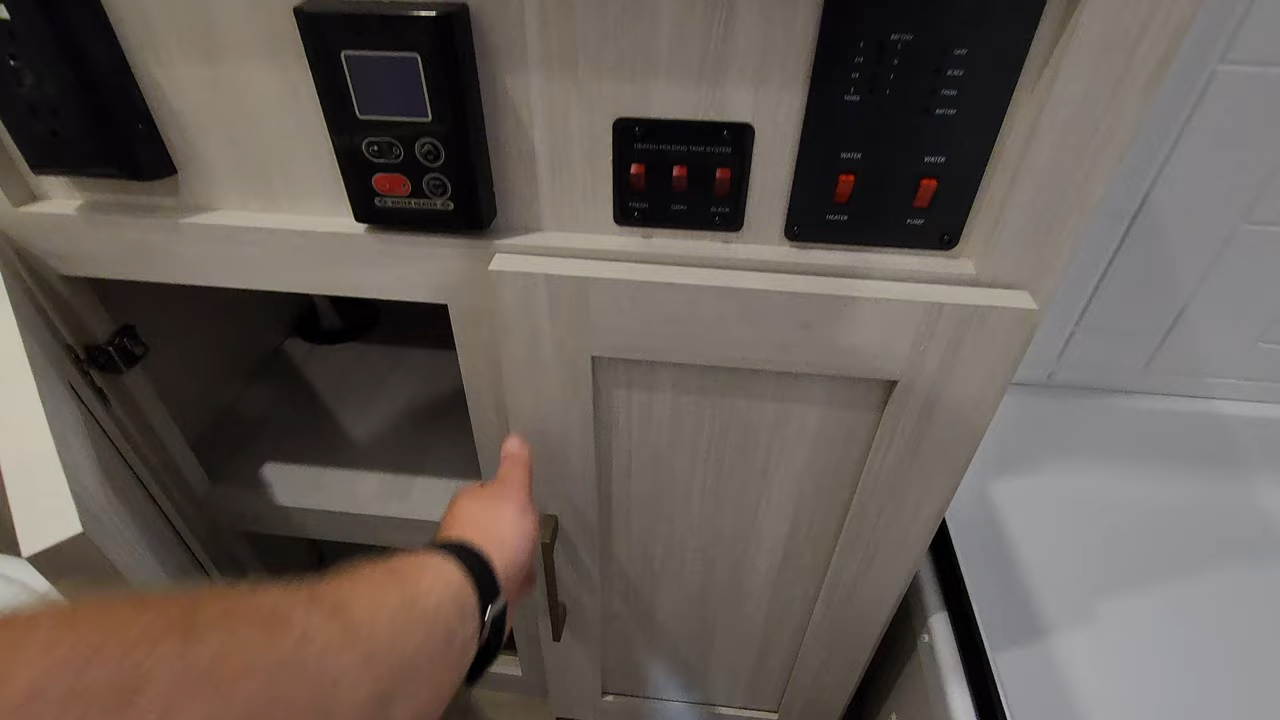 WATER HEATER
HEATED HOLDING TANK SYSTEM
FRESH GRAY BLACK
BATTERY
GRAY
BLACK
FRESH
BATTERY
WATER WATER
HEATER PUMP